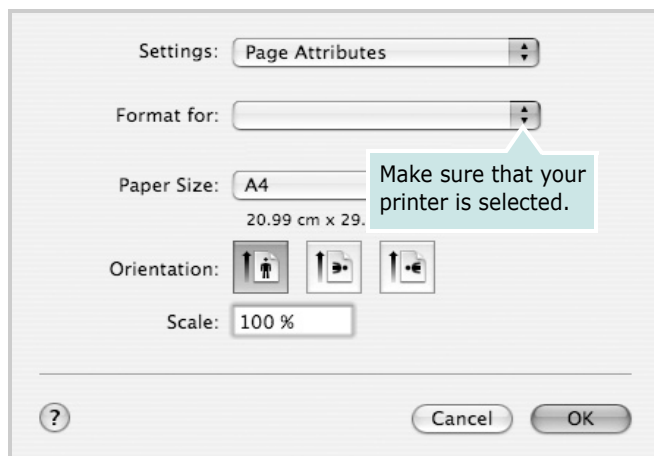 Settings: Page Attributes
Format for:
Make sure that your
printer is selected.
Paper Size: A4
20.99 cm x 29.
Orientation:
Scale: 100 %
? Cancel OK